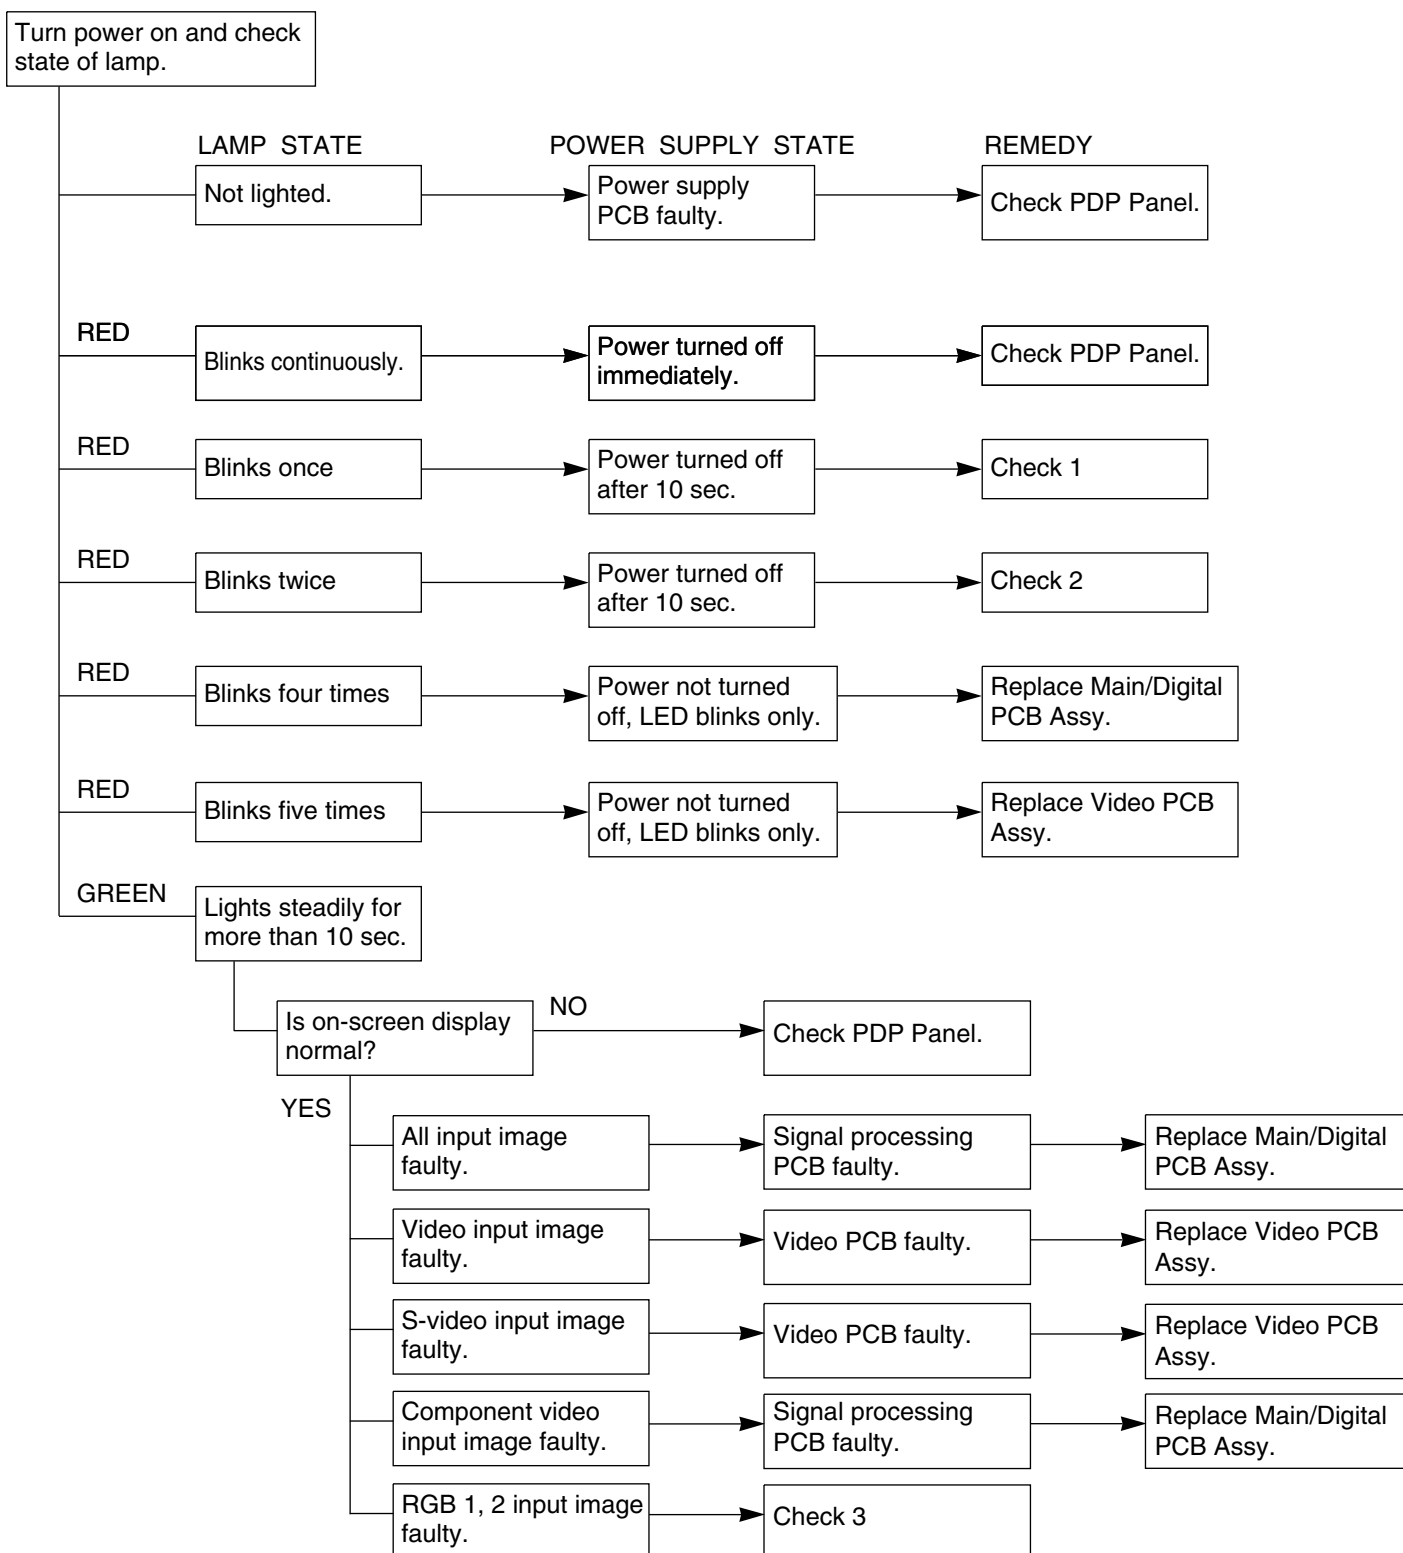 Turn power on and check
state of lamp.
LAMP STATE
POWER SUPPLY STATE
REMEDY
Not lighted.
Power supply
PCB faulty.
Check PDP Panel.
RED
Blinks continuously.
Power turned off
immediately.
Check PDP Panel.
RED
Blinks once
Power turned off
after 10 sec.
Check 1
RED
Blinks twice
Power turned off
after 10 sec.
Check 2
RED
Blinks four times
Power not turned
off, LED blinks only.
Replace Main/Digital
PCB Assy.
RED
Blinks five times
Power not turned
off, LED blinks only.
Replace Video PCB
Assy.
GREEN
Lights steadily for
more than 10 sec.
Is on-screen display
normal?
NO
Check PDP Panel.
YES
All input image
faulty.
Signal processing
PCB faulty.
Replace Main/Digital
PCB Assy.
Video input image
faulty.
Video PCB faulty.
Replace Video PCB
Assy.
S-video input image
faulty.
Video PCB faulty.
Replace Video PCB
Assy.
Component video
input image faulty.
Signal processing
PCB faulty.
Replace Main/Digital
PCB Assy.
RGB 1, 2 input image
faulty.
Check 3